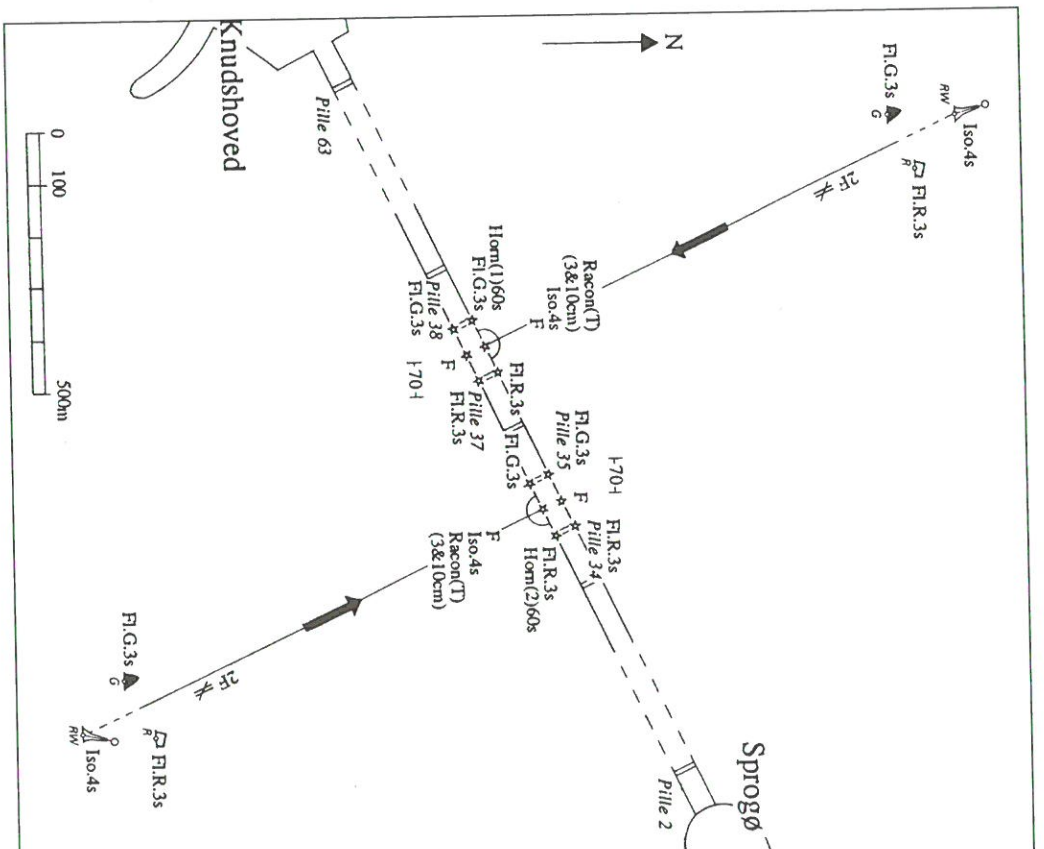 N
RW
Iso.4s
Fl.G.3s
G
R
Fl.R.3s
Knudshoved
Pille 63
0
100
500m
Racon(T)
(3&10cm)
Iso.4s
F
Horn(1)60s
Fl.G.3s
Pille 38
Fl.G.3s
70
F
Fl.R.3s
Pille 37
Fl.R.3s
Fl.G.3s
Pille 35
Fl.G.3s
70
F
Fl.R.3s
Pille 34
Fl.R.3s
Horn(2)60s
F
Iso.4s
Racon(T)
(3&10cm)
Fl.G.3s
G
RW
Iso.4s
R
Fl.R.3s
Sprogø
Pille 2